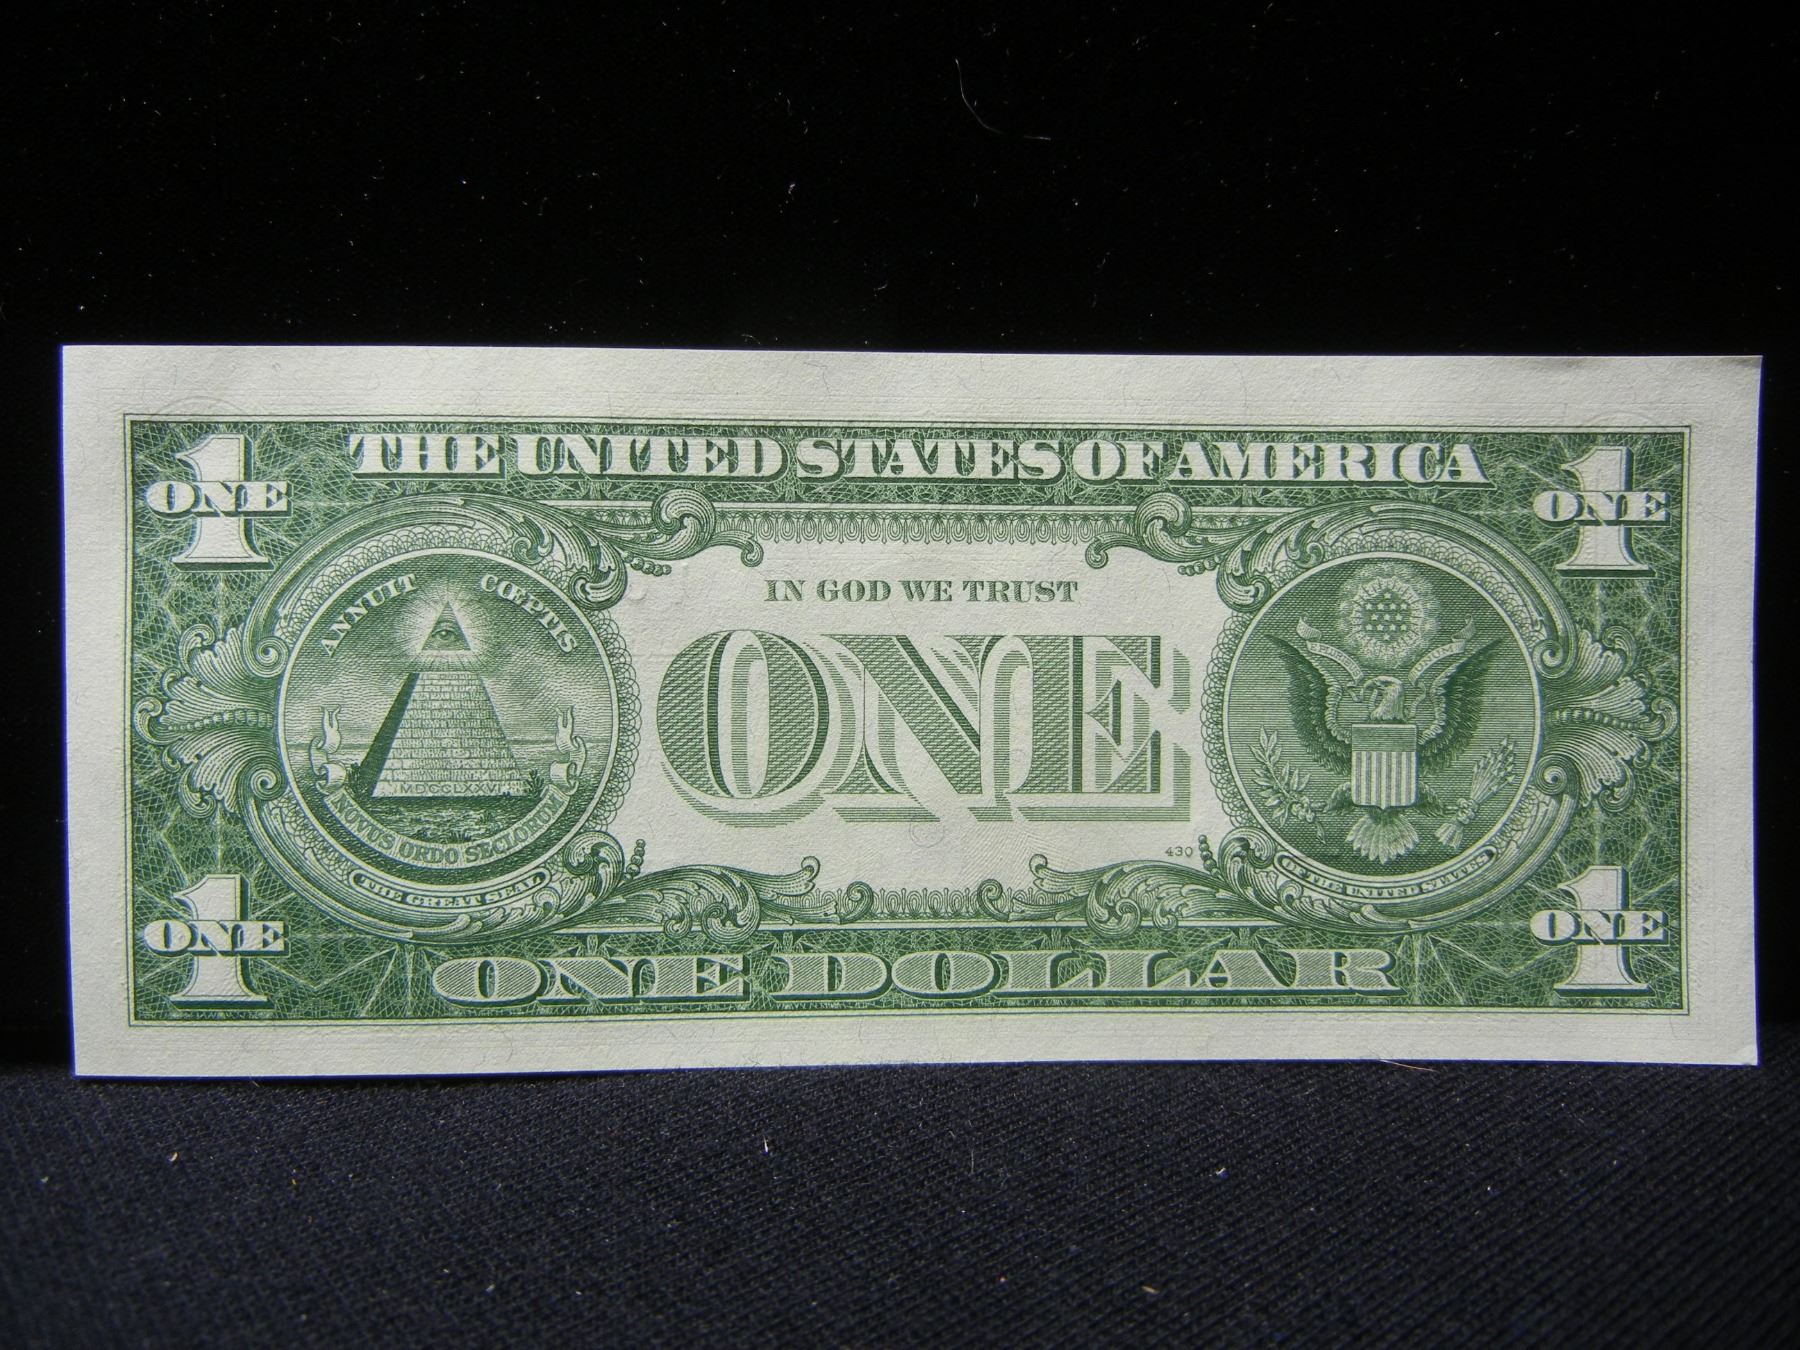 THE UNITED STATES OF AMERICA
1
ONE
1
ONE
ANNUIT CŒPTIS
IN GOD WE TRUST
ONE
MDCCLXXVI
NOVUS ORDO SECLORUM
THE GREAT SEAL
430
OF THE UNITED STATES
1
ONE
1
ONE
ONE DOLLAR